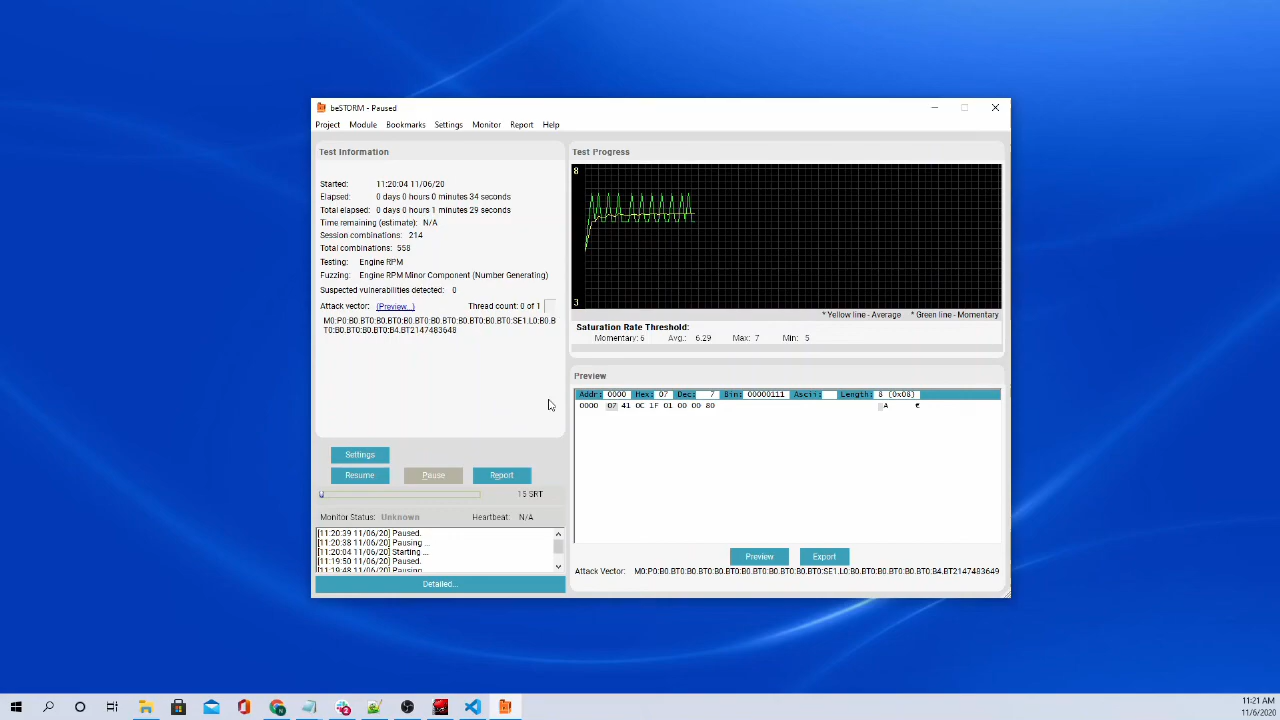 beSTORM - Paused
Project Module Bookmarks Settings Monitor Report Help
Test Information
Started: 11:20:04 11/06/20
Elapsed: 0 days 0 hours 0 minutes 34 seconds
Total elapsed: 0 days 0 hours 1 minutes 29 seconds
Time remaining (estimate): N/A
Session combinations: 214
Total combinations: 558
Testing: Engine RPM
Fuzzing: Engine RPM Minor Component (Number Generating)
Suspected vulnerabilities detected: 0
Attack vector: (Preview...) Thread count: 0 of 1
M0:P0:B0.BT0:B0.BT0:B0.BT0:B0.BT0:B0.BT0:B0.BT0:SE1.L0:B0.B
T0:B0.BT0:B0.BT0:B4.BT2147483648
Settings
Resume Pause Report
15 SRT
Monitor Status: Unknown Heartbeat: N/A
[11:20:39 11/06/20] Paused.
[11:20:38 11/06/20] Pausing ...
[11:20:04 11/06/20] Starting ...
[11:19:50 11/06/20] Paused.
[11:19:48 11/06/20] Pausing
Detailed...
Test Progress
8
3
* Yellow line - Average * Green line - Momentary
Saturation Rate Threshold:
Momentary: 6 Avg.: 6.29 Max: 7 Min: 5
Preview
Addr: 0000 Hex: 07 Dec: 7 Bin: 00000111 Ascii: Length: 8 (0x08)
0000 07 41 0C 1F 01 00 00 80 A €
Preview Export
Attack Vector: M0:P0:B0.BT0:B0.BT0:B0.BT0:B0.BT0:B0.BT0:B0.BT0:SE1.L0:B0.BT0:B0.BT0:B0.BT0:B4.BT2147483649
11:21 AM
11/6/2020